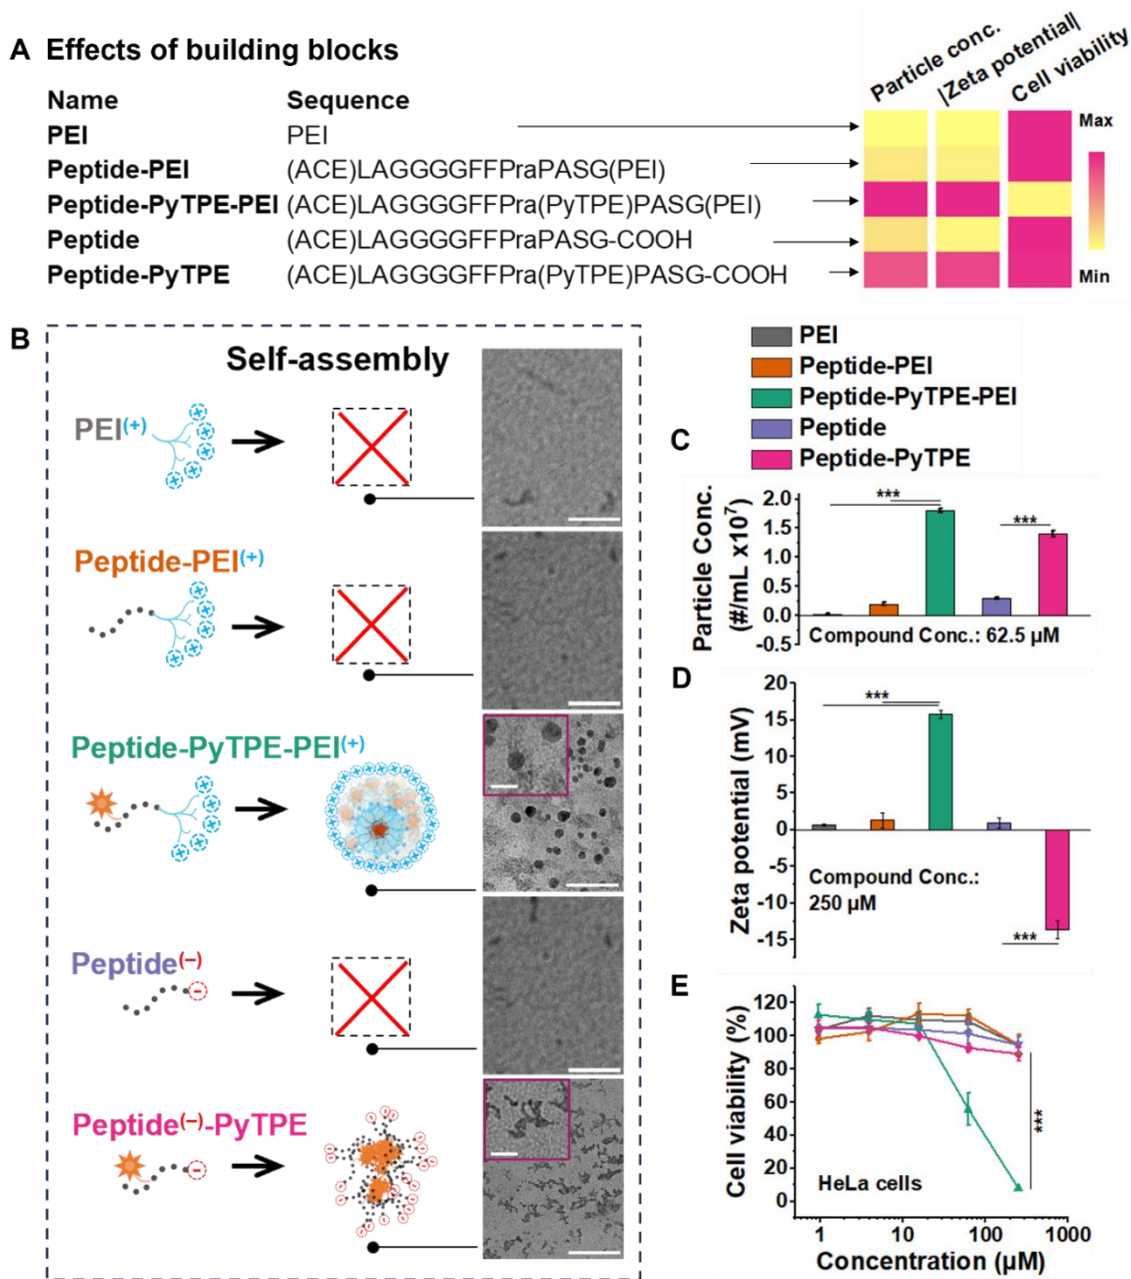 A Effects of building blocks
Particle conc.
|Zeta potential|
Cell viability
Name Sequence
PEI PEI
Peptide-PEI (ACE)LAGGGGFFPraPASG(PEI)
Peptide-PyTPE-PEI (ACE)LAGGGGFFPra(PyTPE)PASG(PEI)
Peptide (ACE)LAGGGGFFPraPASG-COOH
Peptide-PyTPE (ACE)LAGGGGFFPra(PyTPE)PASG-COOH
Max
Min
B
Self-assembly
PEI(+)
Peptide-PEI(+)
Peptide-PyTPE-PEI(+)
Peptide(−)
Peptide(−)-PyTPE
PEI
Peptide-PEI
Peptide-PyTPE-PEI
Peptide
Peptide-PyTPE
C
Particle Conc.
(#/mL x10⁷)
2.0
1.5
1.0
0.5
0.0
-0.5
***
***
Compound Conc.: 62.5 µM
D
Zeta potential (mV)
20
15
10
5
0
-5
-10
-15
***
***
Compound Conc.:
250 µM
E
Cell viability (%)
120
100
80
60
40
20
0
***
HeLa cells
1 10 100 1000
Concentration (µM)